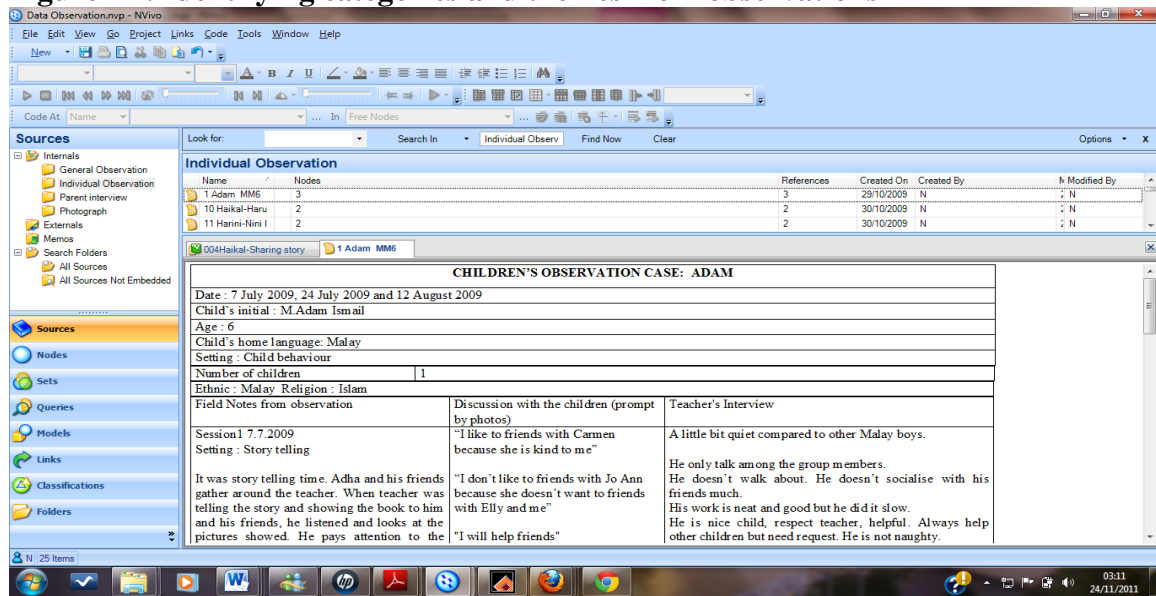 Data Observation.nvp - NVivo
File Edit View Go Project Links Code Tools Window Help
New
A B I U
Code At Name ... In Free Nodes ...
Sources
Look for: Search In Individual Observ Find Now Clear Options x
Internals
General Observation
Individual Observation
Parent interview
Photograph
Externals
Memos
Search Folders
All Sources
All Sources Not Embedded
Individual Observation
Name Nodes References Created On Created By Modified By
1 Adam MM6 3 3 29/10/2009 N N
10 Haikal-Haru 2 2 30/10/2009 N N
11 Harini-Nini I 2 2 30/10/2009 N N
004Haikal-Sharing story 1 Adam MM6
CHILDREN'S OBSERVATION CASE: ADAM
Date : 7 July 2009, 24 July 2009 and 12 August 2009
Child's initial : M.Adam Ismail
Age : 6
Child's home language: Malay
Setting : Child behaviour
Number of children 1
Ethnic : Malay Religion : Islam
Field Notes from observation
Session1 7.7.2009
Setting : Story telling
It was story telling time. Adha and his friends
gather around the teacher. When teacher was
telling the story and showing the book to him
and his friends, he listened and looks at the
pictures showed. He pays attention to the
Discussion with the children (prompt
by photos)
"I like to friends with Carmen
because she is kind to me"
"I don't like to friends with Jo Ann
because she doesn't want to friends
with Elly and me"
"I will help friends"
Teacher's Interview
A little bit quiet compared to other Malay boys.
He only talk among the group members.
He doesn't walk about. He doesn't socialise with his
friends much.
His work is neat and good but he did it slow.
He is nice child, respect teacher, helpful. Always help
other children but need request. He is not naughty.
Sources
Nodes
Sets
Queries
Models
Links
Classifications
Folders
N 25 Items
03:11
24/11/2011